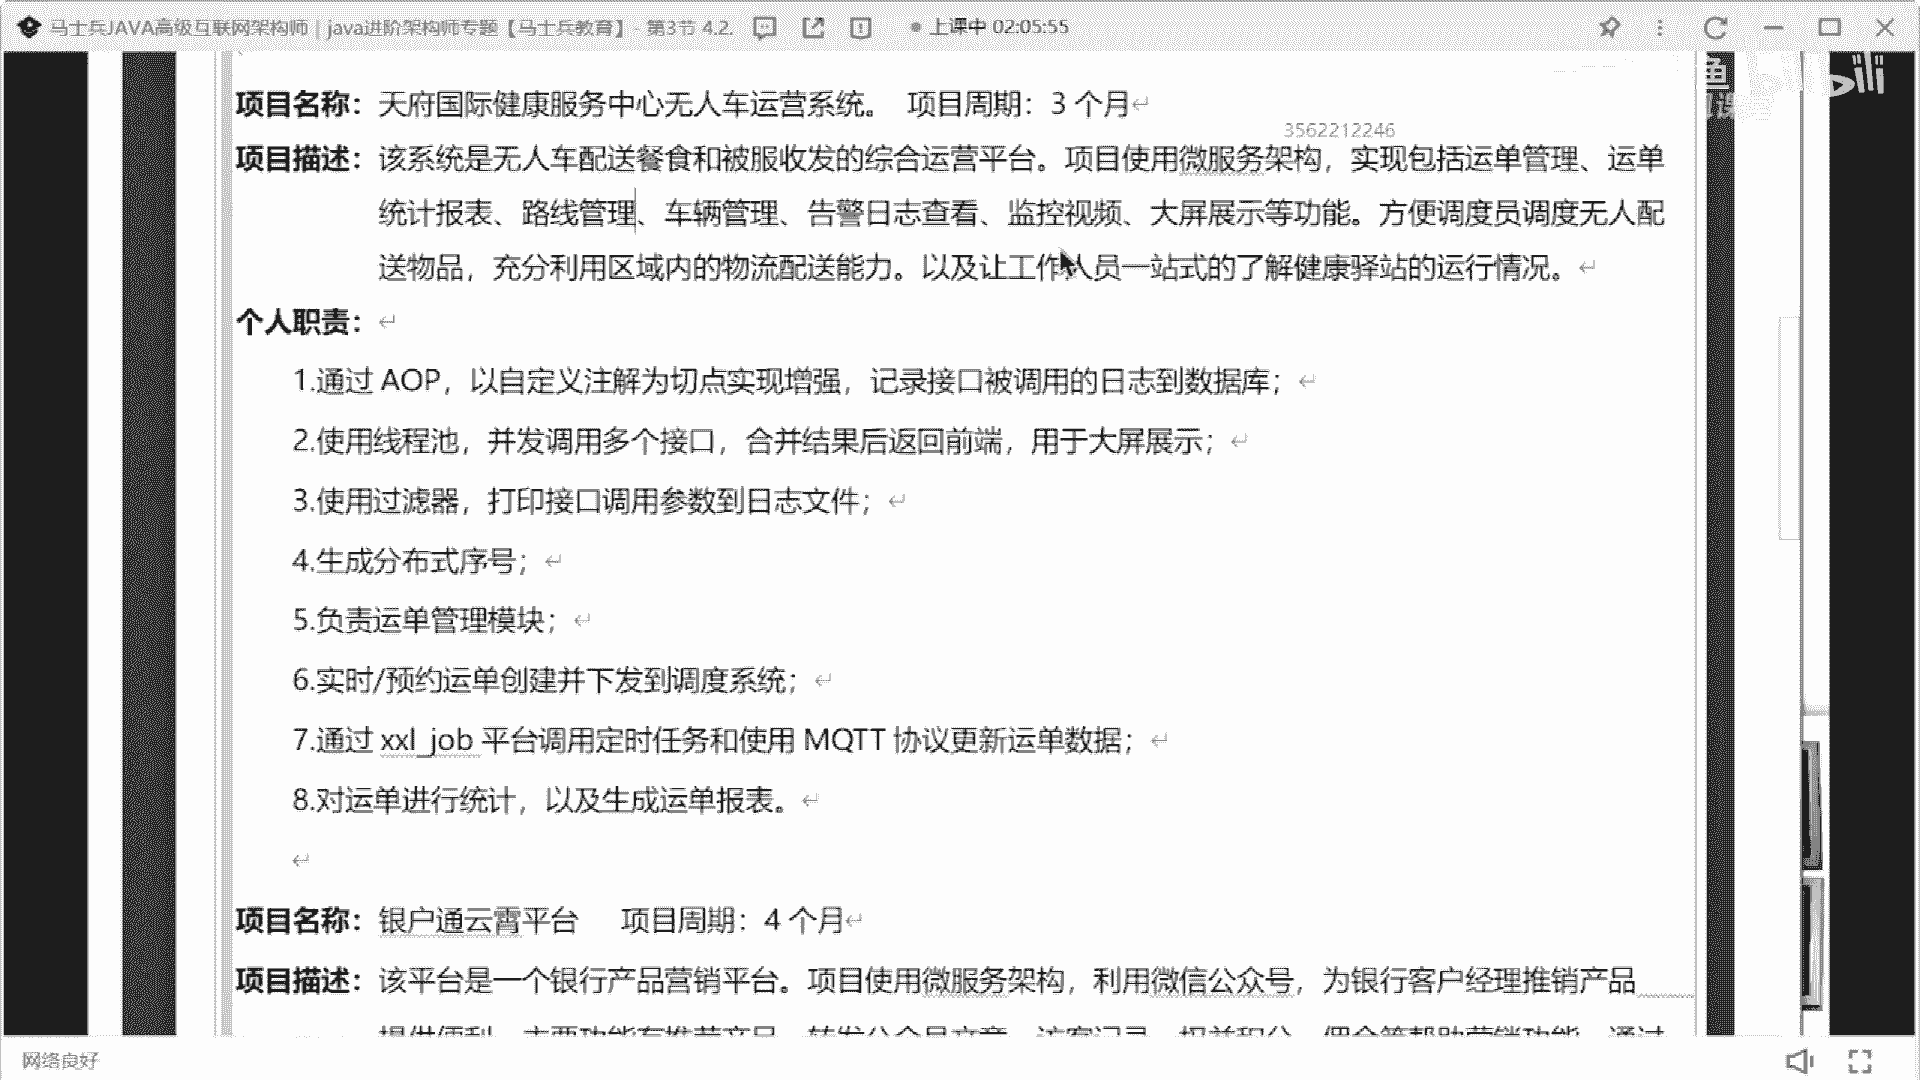 马士兵JAVA高级互联网架构师｜java进阶架构师专题【马士兵教育】- 第3节 4.2. 上课中 02:05:55
bilibili
项目名称：天府国际健康服务中心无人车运营系统。 项目周期：3 个月
3562212246
项目描述：该系统是无人车配送餐食和被服收发的综合运营平台。项目使用微服务架构，实现包括运单管理、运单
统计报表、路线管理、车辆管理、告警日志查看、监控视频、大屏展示等功能。方便调度员调度无人配
送物品，充分利用区域内的物流配送能力。以及让工作人员一站式的了解健康驿站的运行情况。
个人职责：
1.通过 AOP，以自定义注解为切点实现增强，记录接口被调用的日志到数据库；
2.使用线程池，并发调用多个接口，合并结果后返回前端，用于大屏展示；
3.使用过滤器，打印接口调用参数到日志文件；
4.生成分布式序号；
5.负责运单管理模块；
6.实时/预约运单创建并下发到调度系统；
7.通过 xxl_job 平台调用定时任务和使用 MQTT 协议更新运单数据；
8.对运单进行统计，以及生成运单报表。
项目名称：银户通云霄平台 项目周期：4 个月
项目描述：该平台是一个银行产品营销平台。项目使用微服务架构，利用微信公众号，为银行客户经理推销产品
网络良好